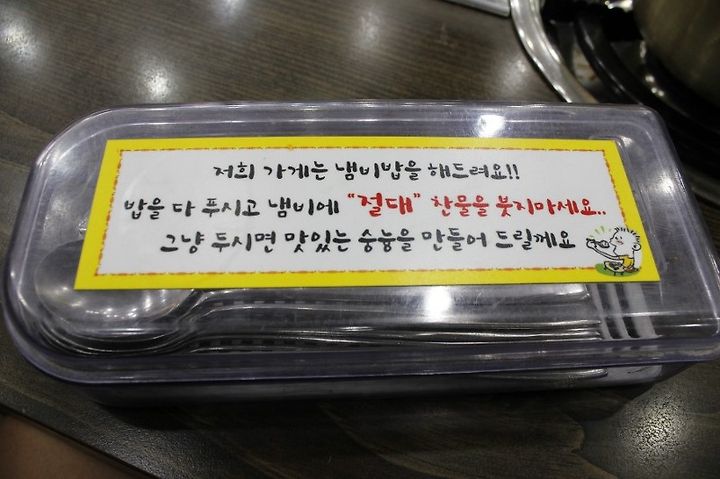 저희 가게는 냄비밥을 해드려요!!
밥을 다 푸시고 냄비에 "절대" 찬물을 붓지마세요..
그냥 두시면 맛있는 숭늉을 만들어 드릴께요